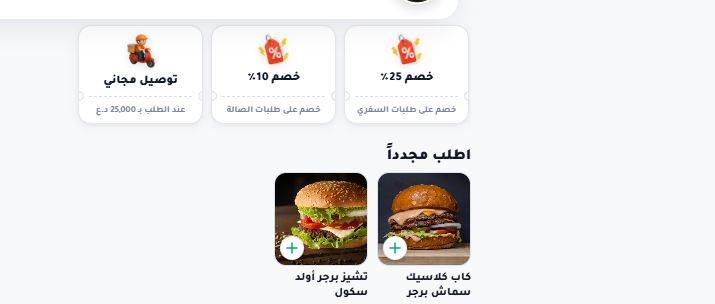 خصم 25٪
خصم على طلبات السفري
خصم 10٪
خصم على طلبات الصالة
توصيل مجاني
عند الطلب بـ 25,000 د.ع
اطلب مجدداً
كاب كلاسيك
سماش برجر
تشيز برجر أولد
سكول